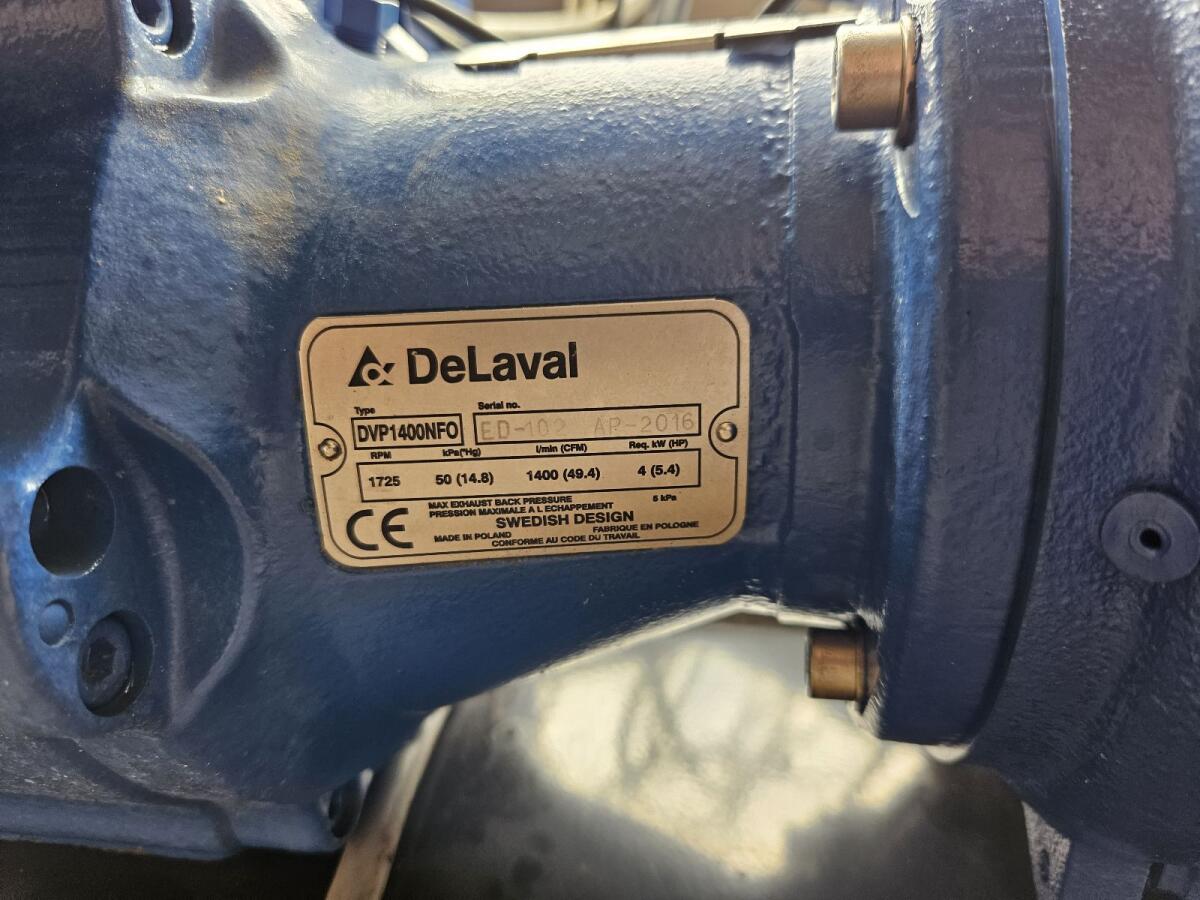 DeLaval
Type Serial no.
DVP1400NFO ED-102 AP-2016
RPM kPa("Hg) l/min (CFM) Req. kW (HP)
1725 50 (14.8) 1400 (49.4) 4 (5.4)
MAX EXHAUST BACK PRESSURE 5 kPa
PRESSION MAXIMALE A L ECHAPPEMENT
CE SWEDISH DESIGN
MADE IN POLAND FABRIQUE EN POLOGNE
CONFORME AU CODE DU TRAVAIL